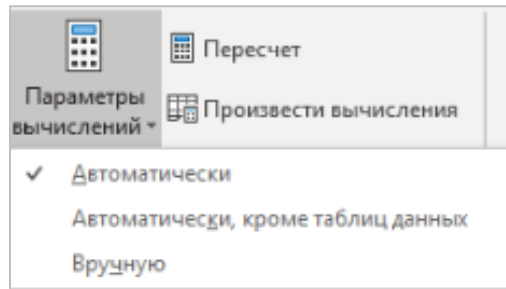 Параметры
вычислений
Пересчет
Произвести вычисления
Автоматически
Автоматически, кроме таблиц данных
Вручную